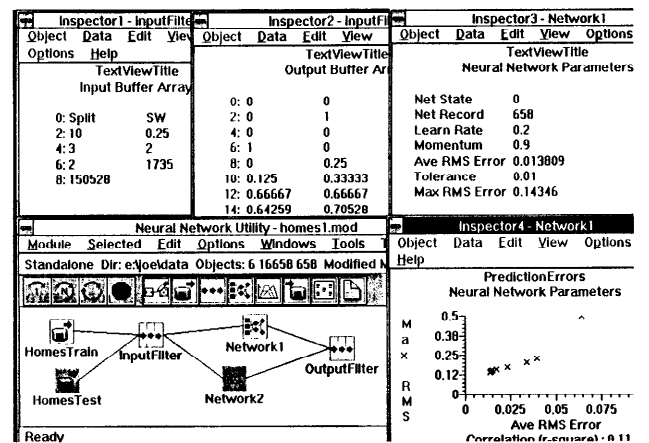 Inspector1 - InputFilte
Object Data Edit View
Options Help
TextViewTitle
Input Buffer Array
0: Split SW
2: 10 0.25
4: 3 2
6: 2 1735
8: 150528
Inspector2 - InputFi
Object Data Edit View
TextViewTitle
Output Buffer Arr
0: 0 0
2: 0 1
4: 0 0
6: 1 0
8: 0 0.25
10: 0.125 0.33333
12: 0.66667 0.66667
14: 0.64259 0.70528
Inspector3 - Network1
Object Data Edit View Options
TextViewTitle
Neural Network Parameters
Net State 0
Net Record 658
Learn Rate 0.2
Momentum 0.9
Ave RMS Error 0.013809
Tolerance 0.01
Max RMS Error 0.14346
Neural Network Utility - homes1.mod
Module Selected Edit Options Windows Tools
Standalone Dir: e:\joe\data Objects: 6 16658 658 Modified
HomesTrain
InputFilter
Network1
OutputFilter
HomesTest
Network2
Ready
Inspector4 - Network1
Object Data Edit View Options
Help
PredictionErrors
Neural Network Parameters
Max RMS
0.5
0.38
0.25
0.12
0
0 0.025 0.05 0.075
Ave RMS Error
Correlation (r-square) : 0.11